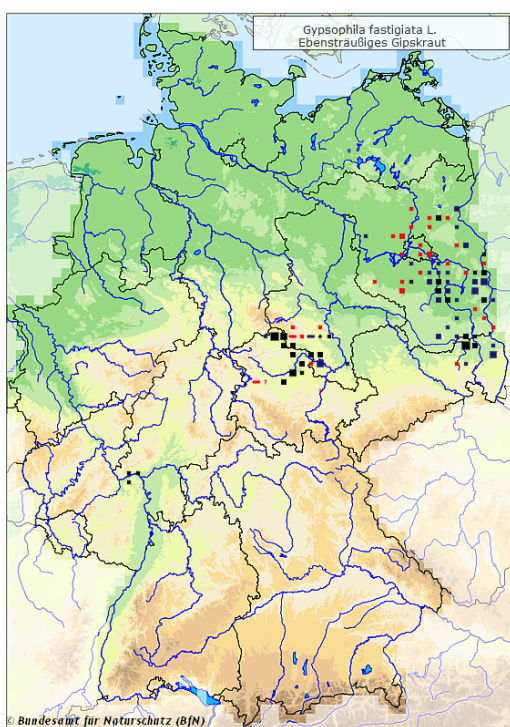 Gypsophila fastigiata L.
Ebensträußiges Gipskraut
?
© Bundesamt für Naturschutz (BfN)